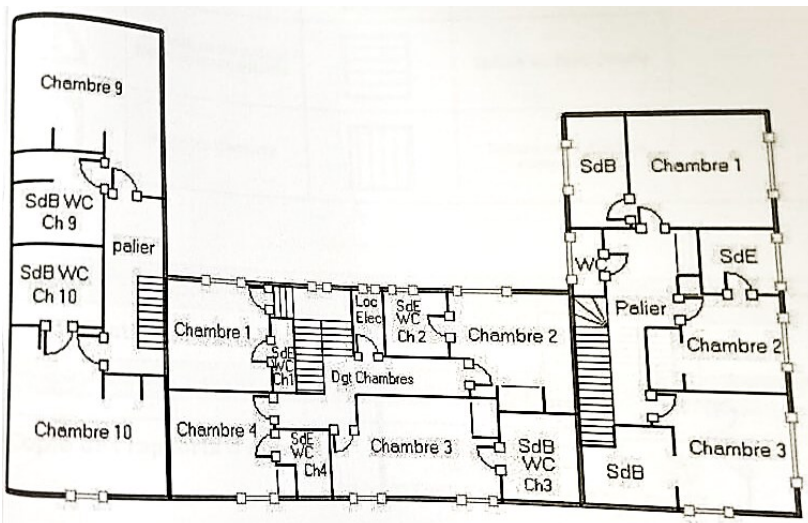 Chambre 9
SdB WC
Ch 9
palier
SdB WC
Ch 10
Chambre 10
Chambre 1
SdE
WC
Ch1
Loc
Elec
SdE
WC
Ch 2
Chambre 2
Dgt Chambres
Chambre 4
SdE
WC
Ch4
Chambre 3
SdB
WC
Ch3
SdB
Chambre 1
WC
SdE
Palier
Chambre 2
Chambre 3
SdB